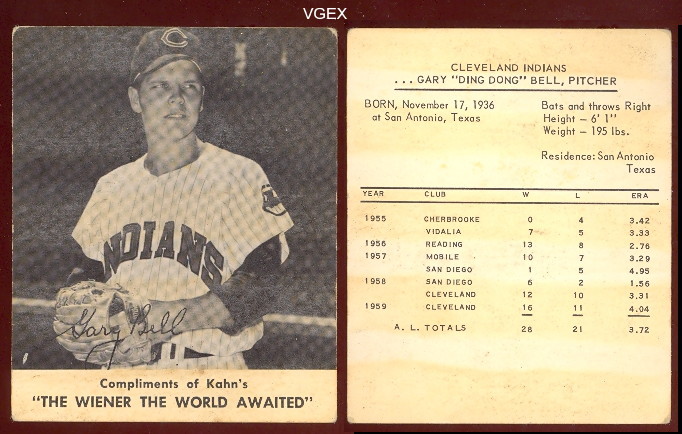 VGEX
C
INDIANS
Gary Bell
Compliments of Kahn's
"THE WIENER THE WORLD AWAITED"
CLEVELAND INDIANS
...GARY "DING DONG" BELL, PITCHER
BORN, November 17, 1936
at San Antonio, Texas
Bats and throws Right
Height – 6' 1"
Weight – 195 lbs.
Residence: San Antonio
Texas
YEAR CLUB W L ERA
1955 CHERBROOKE 0 4 3.42
VIDALIA 7 5 3.33
1956 READING 13 8 2.76
1957 MOBILE 10 7 3.29
SAN DIEGO 1 5 4.95
1958 SAN DIEGO 6 2 1.56
CLEVELAND 12 10 3.31
1959 CLEVELAND 16 11 4.04
A. L. TOTALS 28 21 3.72